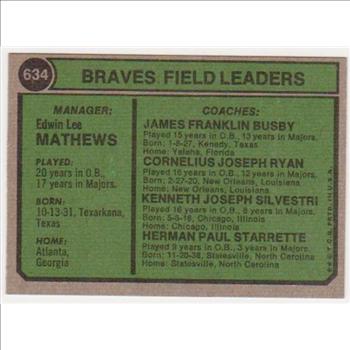 634
BRAVES FIELD LEADERS
MANAGER:
Edwin Lee
MATHEWS
PLAYED:
20 years in O.B.,
17 years in Majors.
BORN:
10-13-31, Texarkana,
Texas
HOME:
Atlanta,
Georgia
COACHES:
JAMES FRANKLIN BUSBY
Played 15 years in O.B., 13 years in Majors.
Born: 1-8-27, Kenedy, Texas
Home: Yalaha, Florida
CORNELIUS JOSEPH RYAN
Played 16 years in O.B., 12 years in Majors.
Born: 2-27-20, New Orleans, Louisiana
Home: New Orleans, Louisiana
KENNETH JOSEPH SILVESTRI
Played 16 years in O.B., 8 years in Majors.
Born: 5-3-16, Chicago, Illinois
Home: Chicago, Illinois
HERMAN PAUL STARRETTE
Played 9 years in O.B., 3 years in Majors.
Born: 11-20-38, Statesville, North Carolina
Home: Statesville, North Carolina
© T.C.G. PRTD. IN U.S.A.